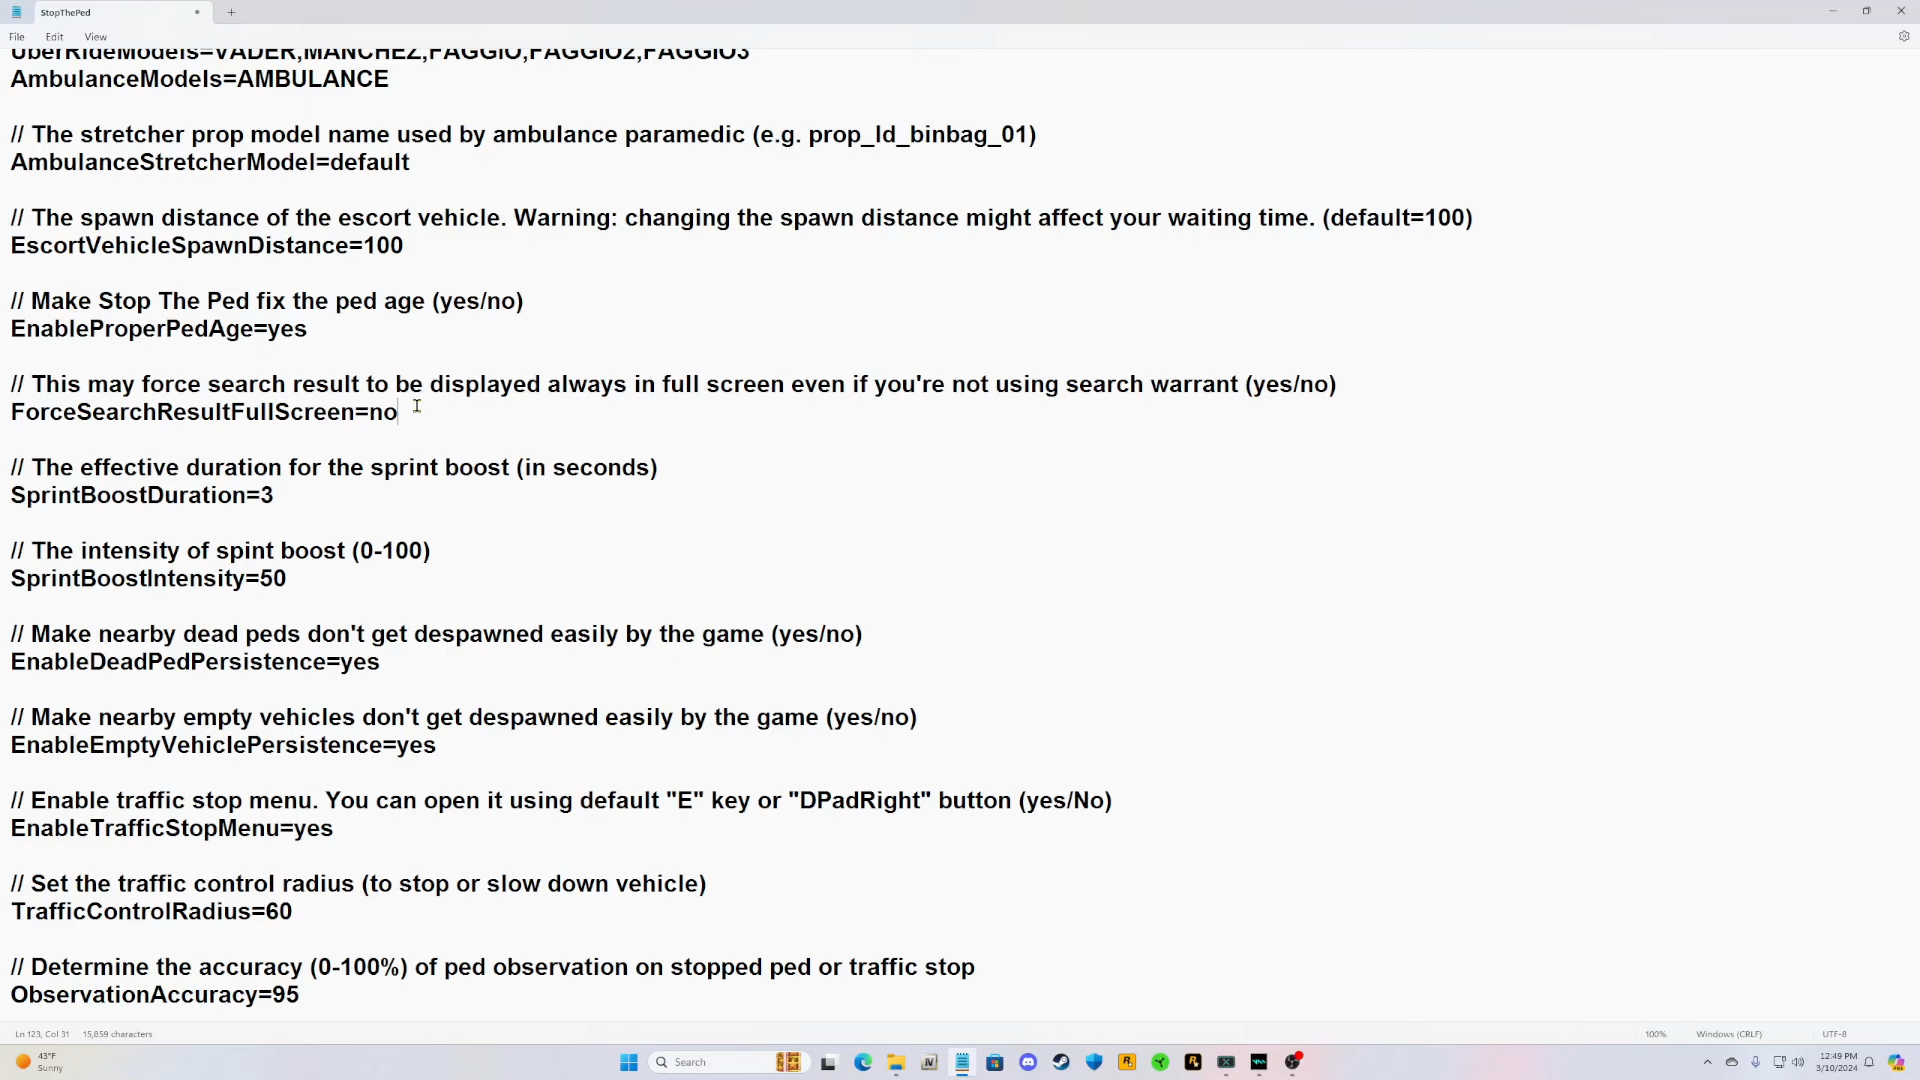 StopThePed
File Edit View
UberRideModels=VADER,MANCHEZ,FAGGIO,FAGGIO2,FAGGIO3
AmbulanceModels=AMBULANCE
// The stretcher prop model name used by ambulance paramedic (e.g. prop_ld_binbag_01)
AmbulanceStretcherModel=default
// The spawn distance of the escort vehicle. Warning: changing the spawn distance might affect your waiting time. (default=100)
EscortVehicleSpawnDistance=100
// Make Stop The Ped fix the ped age (yes/no)
EnableProperPedAge=yes
// This may force search result to be displayed always in full screen even if you're not using search warrant (yes/no)
ForceSearchResultFullScreen=no
// The effective duration for the sprint boost (in seconds)
SprintBoostDuration=3
// The intensity of spint boost (0-100)
SprintBoostIntensity=50
// Make nearby dead peds don't get despawned easily by the game (yes/no)
EnableDeadPedPersistence=yes
// Make nearby empty vehicles don't get despawned easily by the game (yes/no)
EnableEmptyVehiclePersistence=yes
// Enable traffic stop menu. You can open it using default "E" key or "DPadRight" button (yes/No)
EnableTrafficStopMenu=yes
// Set the traffic control radius (to stop or slow down vehicle)
TrafficControlRadius=60
// Determine the accuracy (0-100%) of ped observation on stopped ped or traffic stop
ObservationAccuracy=95
Ln 123, Col 31 15,859 characters 100% Windows (CRLF) UTF-8
43°F
Sunny
Search
12:49 PM
3/10/2024